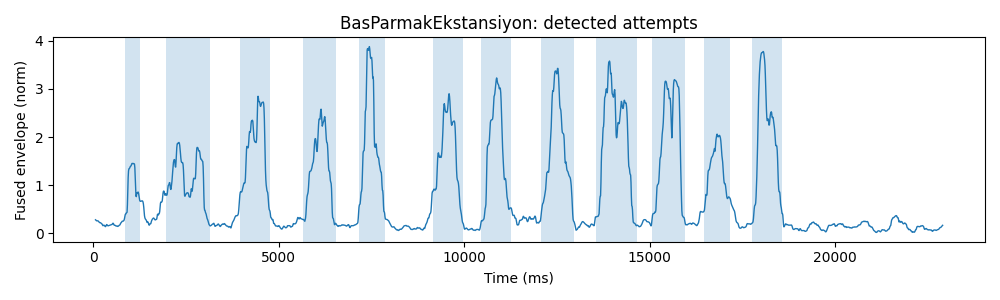 BasParmakEkstansiyon: detected attempts
Fused envelope (norm)
4
3
2
1
0
0 5000 10000 15000 20000
Time (ms)